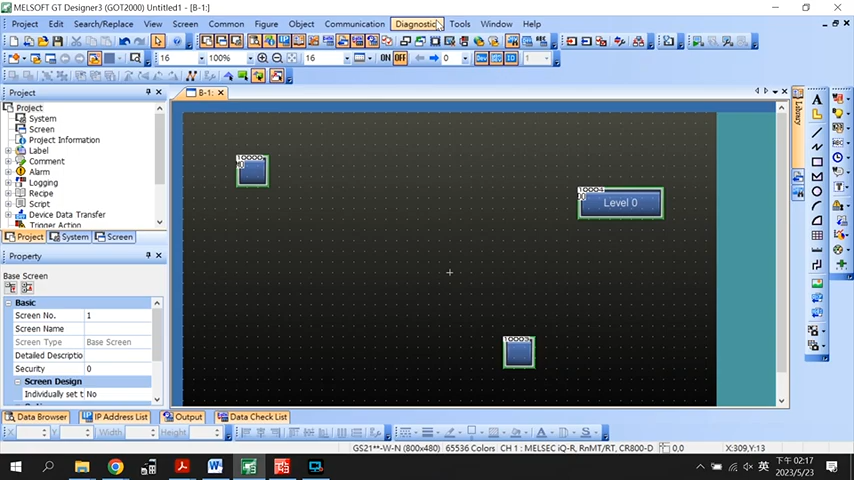 MELSOFT GT Designer3 (GOT2000) Untitled1 - [B-1:]
Project Edit Search/Replace View Screen Common Figure Object Communication Diagnostic Tools Window Help
16 100% 16 ON OFF 0 Dev ID 1
Project
B-1:
Project
System
Screen
Project Information
Label
Comment
Alarm
Logging
Recipe
Script
Device Data Transfer
Trigger Action
Project System Screen
Property
Base Screen
Basic
Screen No. 1
Screen Name
Screen Type Base Screen
Detailed Descriptio
Security 0
Screen Design
Individually set t No
10000
10004
Level 0
Library
Data Browser IP Address List Output Data Check List
X: Y: Width: Height:
GS21**-W-N (800x480) 65536 Colors CH 1 : MELSEC iQ-R, RnMT/RT, CR800-D 0,0 X:309,Y:13
英 下午 02:17
2023/5/23